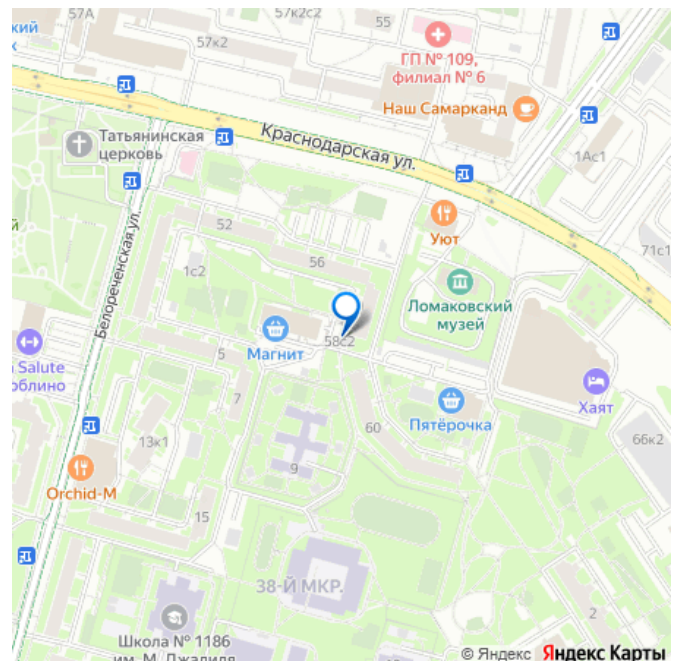 57к2с2
55
кий
к
57А
57к2
ГП № 109,
филиал № 6
Наш Самарканд
Татьянинская
церковь
Краснодарская ул.
1Ас1
52
Уют
71с1
й
56
1с2
Ломаковский
музей
Белореченская ул.
58с2
Магнит
5
Salute
облино
7
Хаят
Пятёрочка
60
13к1
66к2
9
Orchid-M
15
38-Й МКР.
2
Школа № 1186
им. М. Джалиля
© Яндекс Яндекс Карты